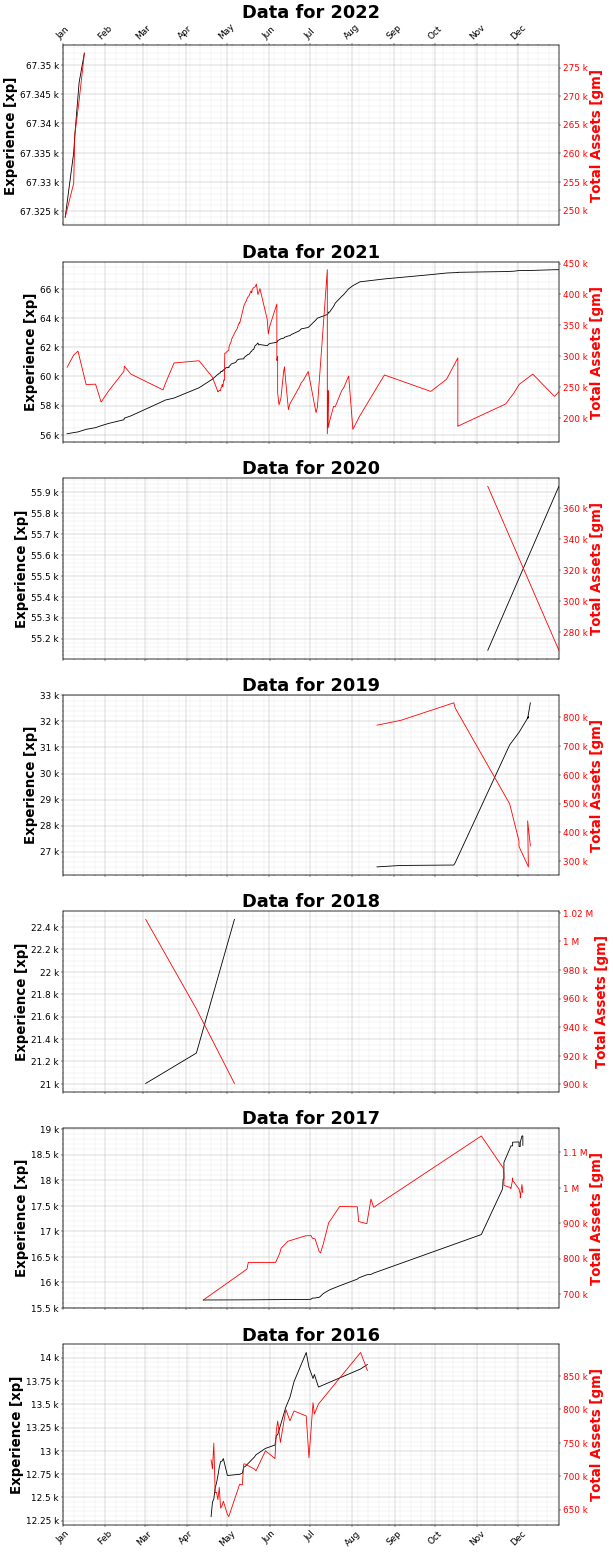 Data for 2022
Jan Feb Mar Apr May Jun Jul Aug Sep Oct Nov Dec
Experience [xp]
67.35 k
67.345 k
67.34 k
67.335 k
67.33 k
67.325 k
275 k
270 k
265 k
260 k
255 k
250 k
Total Assets [gm]
Data for 2021
Experience [xp]
66 k
64 k
62 k
60 k
58 k
56 k
450 k
400 k
350 k
300 k
250 k
200 k
Total Assets [gm]
Data for 2020
Experience [xp]
55.9 k
55.8 k
55.7 k
55.6 k
55.5 k
55.4 k
55.3 k
55.2 k
360 k
340 k
320 k
300 k
280 k
Total Assets [gm]
Data for 2019
Experience [xp]
33 k
32 k
31 k
30 k
29 k
28 k
27 k
800 k
700 k
600 k
500 k
400 k
300 k
Total Assets [gm]
Data for 2018
Experience [xp]
22.4 k
22.2 k
22 k
21.8 k
21.6 k
21.4 k
21.2 k
21 k
1.02 M
1 M
980 k
960 k
940 k
920 k
900 k
Total Assets [gm]
Data for 2017
Experience [xp]
19 k
18.5 k
18 k
17.5 k
17 k
16.5 k
16 k
15.5 k
1.1 M
1 M
900 k
800 k
700 k
Total Assets [gm]
Data for 2016
Experience [xp]
14 k
13.75 k
13.5 k
13.25 k
13 k
12.75 k
12.5 k
12.25 k
850 k
800 k
750 k
700 k
650 k
Total Assets [gm]
Jan Feb Mar Apr May Jun Jul Aug Sep Oct Nov Dec